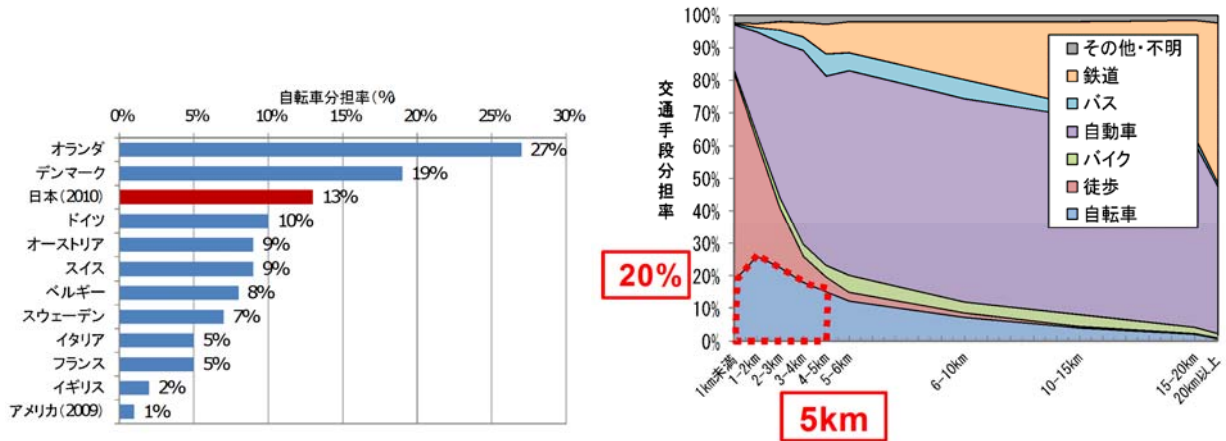 自転車分担率(%)
0% 5% 10% 15% 20% 25% 30%
オランダ 27%
デンマーク 19%
日本(2010) 13%
ドイツ 10%
オーストリア 9%
スイス 9%
ベルギー 8%
スウェーデン 7%
イタリア 5%
フランス 5%
イギリス 2%
アメリカ(2009) 1%
交通手段分担率
100%
90%
80%
70%
60%
50%
40%
30%
20%
10%
0%
その他・不明
鉄道
バス
自動車
バイク
徒歩
自転車
20%
1km未満
1-2km
2-3km
3-4km
4-5km
5-6km
6-10km
10-15km
15-20km
20km以上
5km